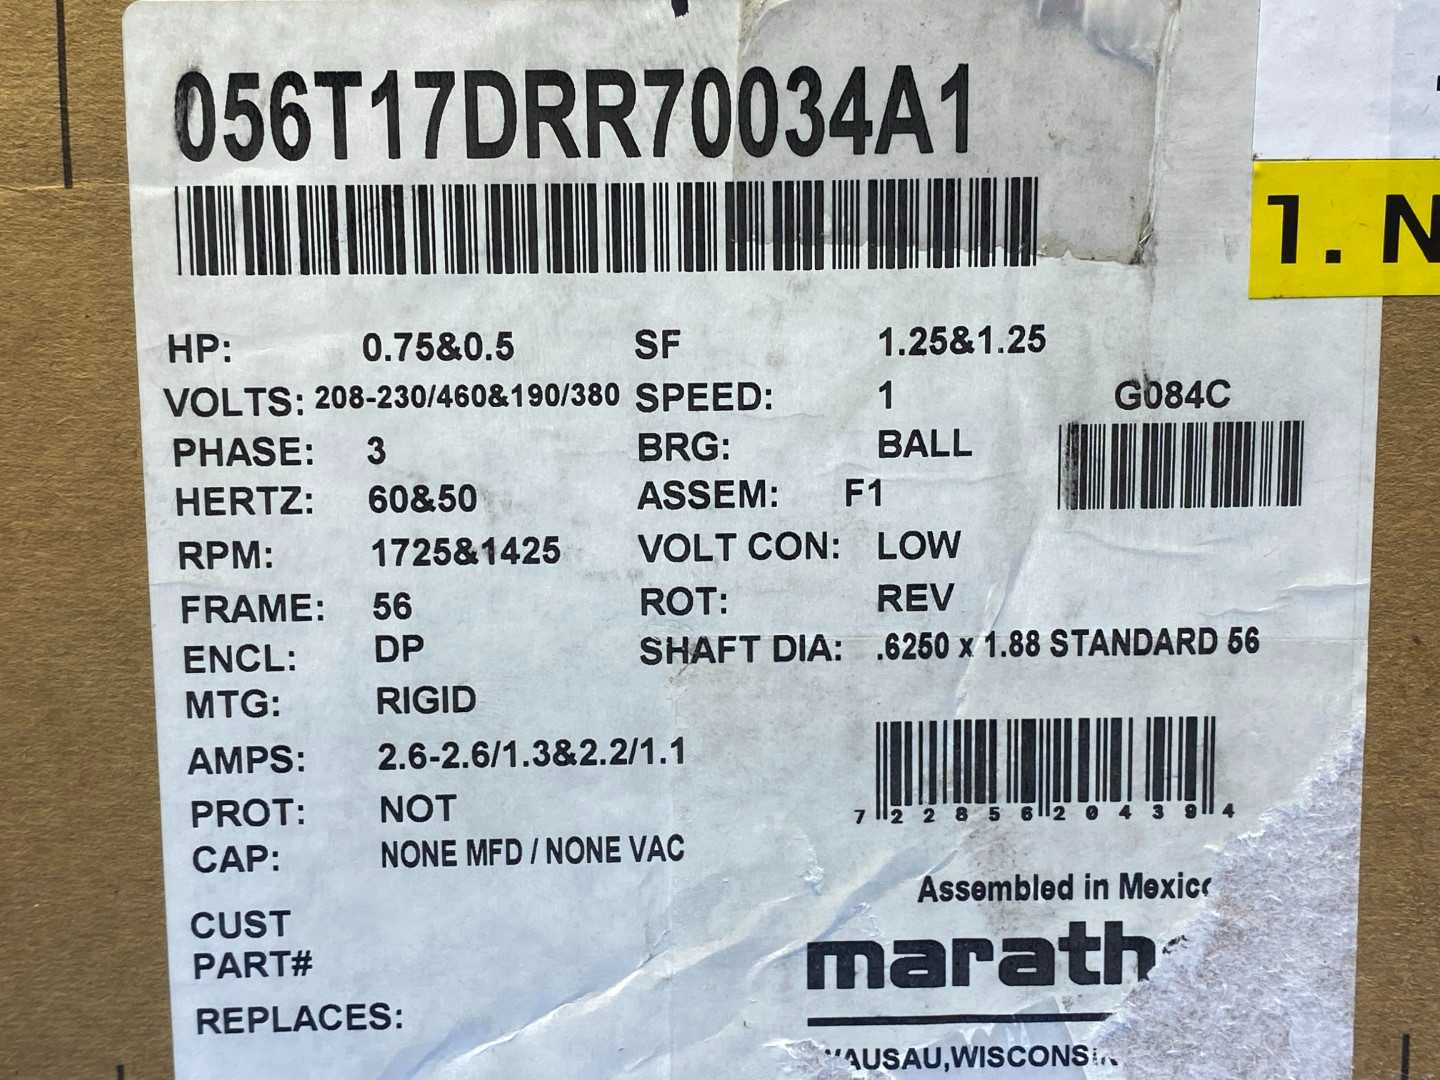 056T17DRR70034A1
1. N
HP: 0.75&0.5 SF 1.25&1.25
VOLTS: 208-230/460&190/380 SPEED: 1
G084C
PHASE: 3 BRG: BALL
HERTZ: 60&50 ASSEM: F1
RPM: 1725&1425 VOLT CON: LOW
FRAME: 56 ROT: REV
ENCL: DP SHAFT DIA: .6250 x 1.88 STANDARD 56
MTG: RIGID
AMPS: 2.6-2.6/1.3&2.2/1.1
PROT: NOT
7 22856 20439 4
CAP: NONE MFD / NONE VAC
Assembled in Mexico
CUST
PART#
marath
REPLACES:
WAUSAU,WISCONSIN